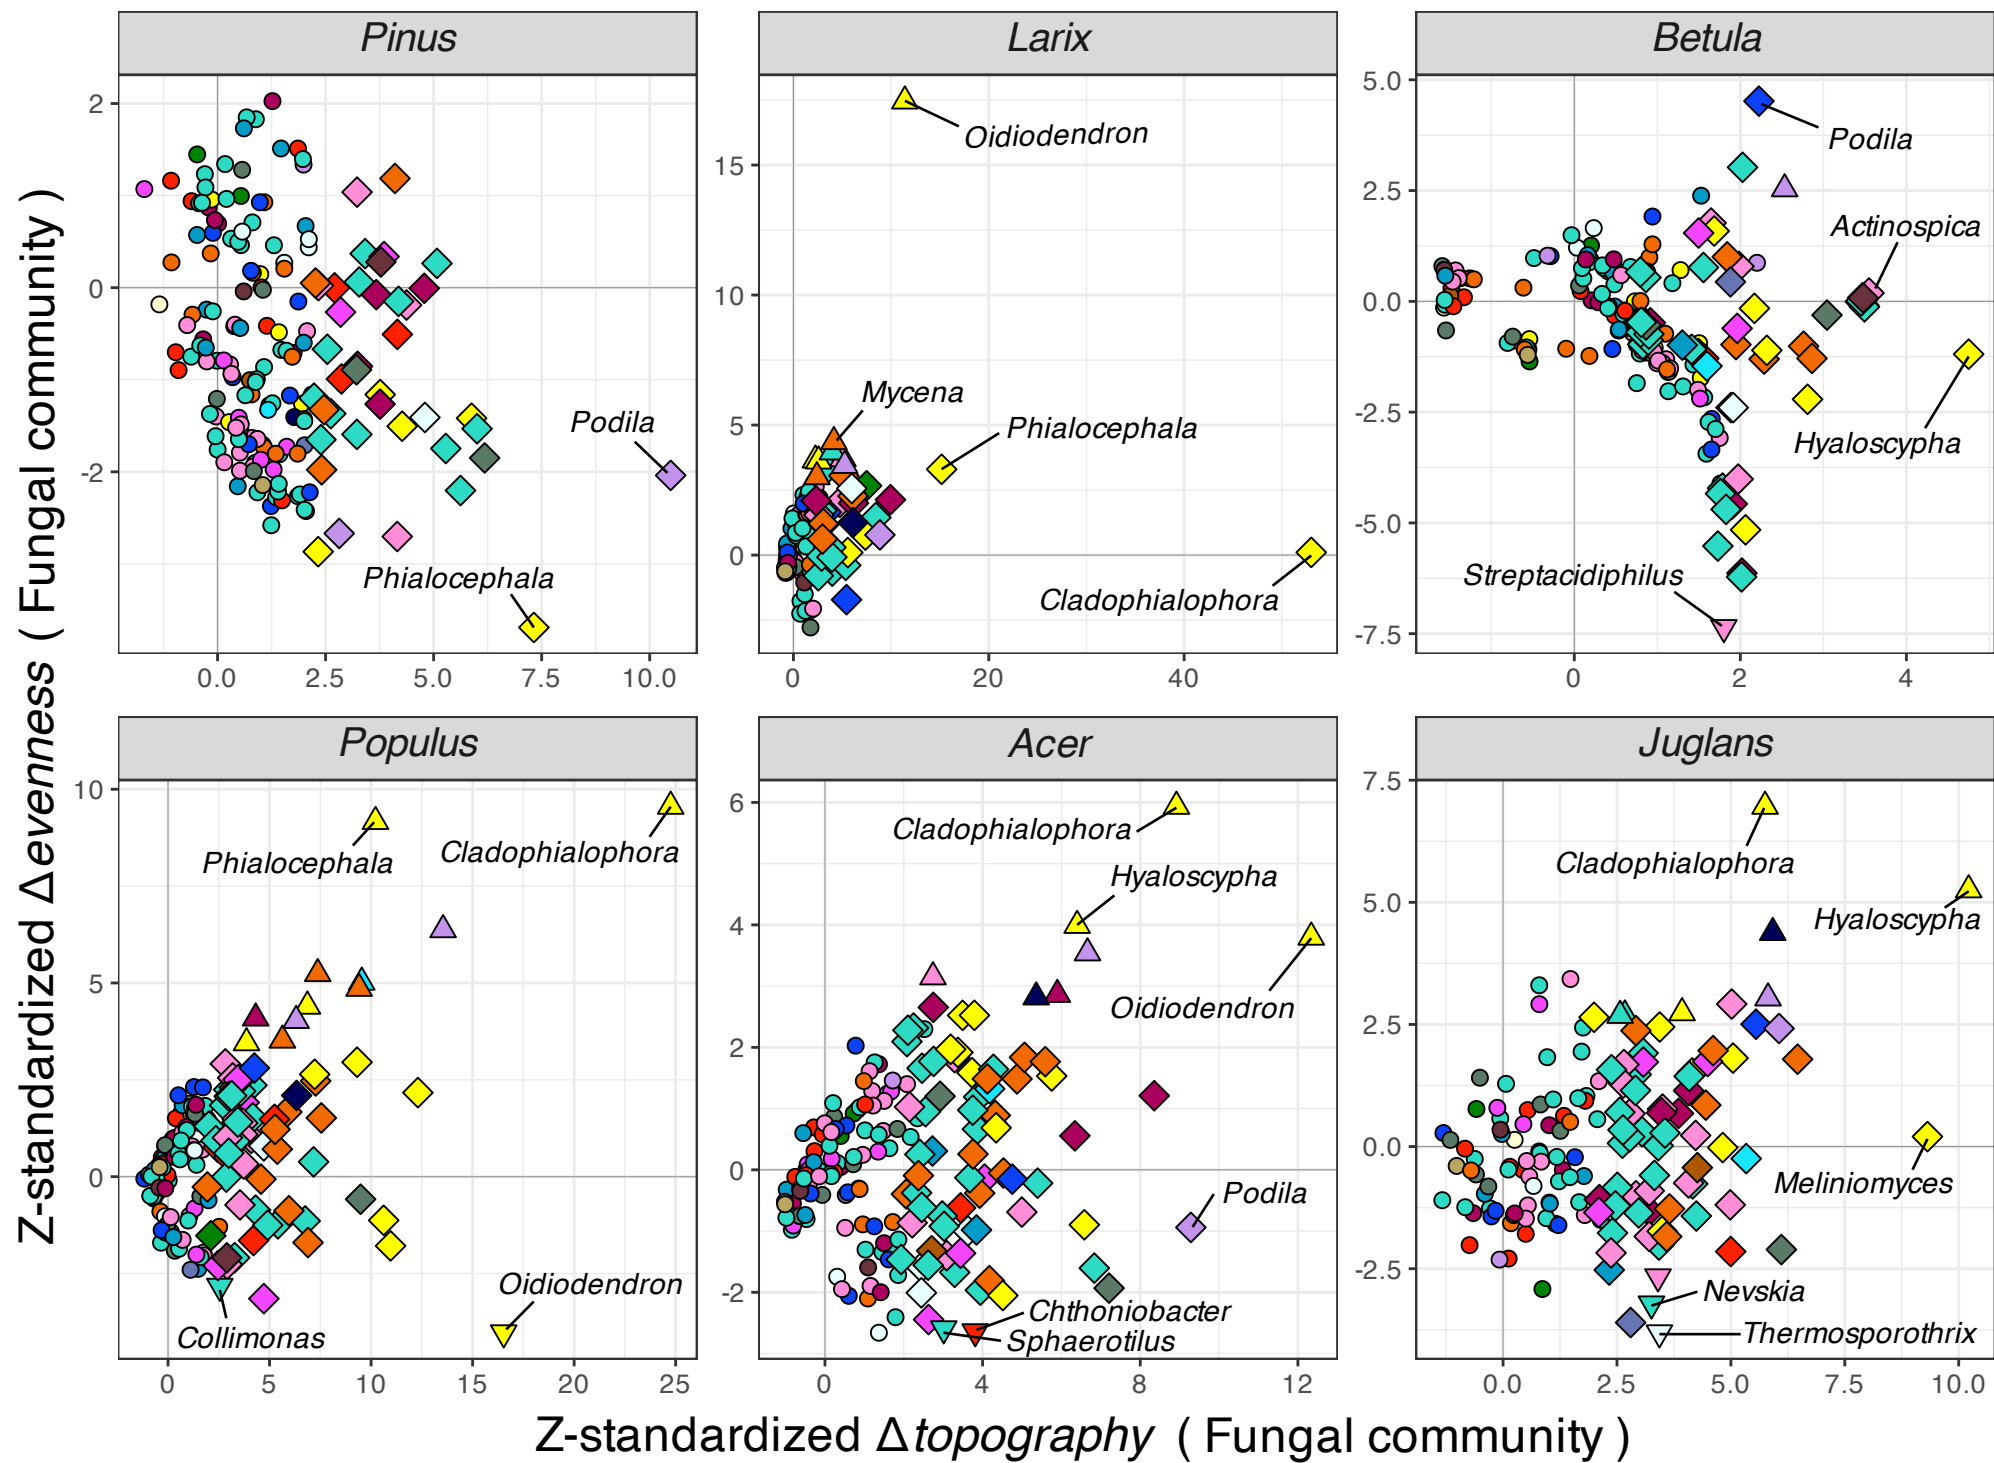 Z-standardized Δevenness ( Fungal community )
Pinus
2
0
-2
0.0 2.5 5.0 7.5 10.0
Podila
Phialocephala
Larix
15
10
5
0
0 20 40
Oidiodendron
Mycena
Phialocephala
Cladophialophora
Betula
5.0
2.5
0.0
-2.5
-5.0
-7.5
0 2 4
Podila
Actinospica
Hyaloscypha
Streptacidiphilus
Populus
10
5
0
0 5 10 15 20 25
Phialocephala
Cladophialophora
Oidiodendron
Collimonas
Acer
6
4
2
0
-2
0 4 8 12
Cladophialophora
Hyaloscypha
Oidiodendron
Podila
Chthoniobacter
Sphaerotilus
Juglans
7.5
5.0
2.5
0.0
-2.5
0.0 2.5 5.0 7.5 10.0
Cladophialophora
Hyaloscypha
Meliniomyces
Nevskia
Thermosporothrix
Z-standardized Δtopography ( Fungal community )